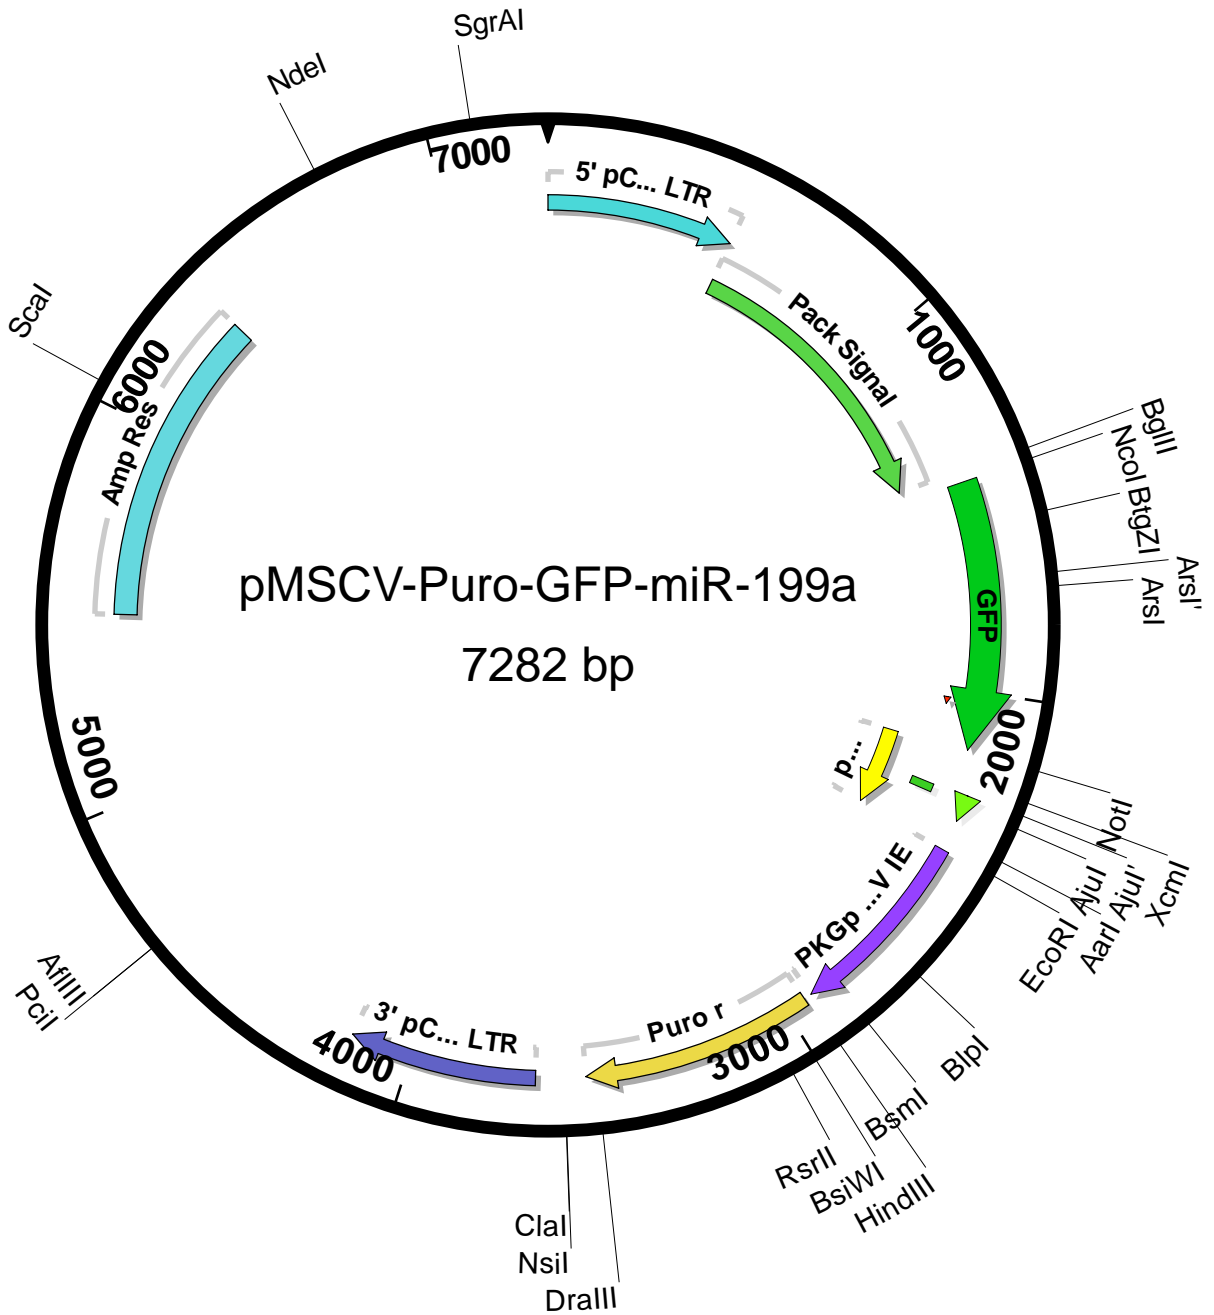 SgrAI
NdeI
7000
5' pC... LTR
Pack Signal
1000
BglII
NcoI
BtgZI
ArsI'
ArsI
GFP
2000
NotI
XcmI
AjuI'
AjuI
AarI
EcoRI
p...
PKGp ...V IE
BlpI
BsmI
HindIII
BsiWI
RsrII
3000
Puro r
DraIII
NsiI
ClaI
3' pC... LTR
4000
AflIII
PciI
5000
Amp Res
6000
ScaI
pMSCV-Puro-GFP-miR-199a
7282 bp